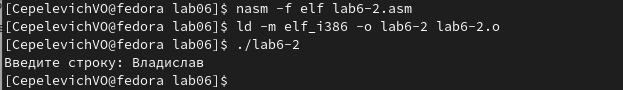 [CepelevichVO@fedora lab06]$ nasm -f elf lab6-2.asm
[CepelevichVO@fedora lab06]$ ld -m elf_i386 -o lab6-2 lab6-2.o
[CepelevichVO@fedora lab06]$ ./lab6-2
Введите строку: Владислав
[CepelevichVO@fedora lab06]$